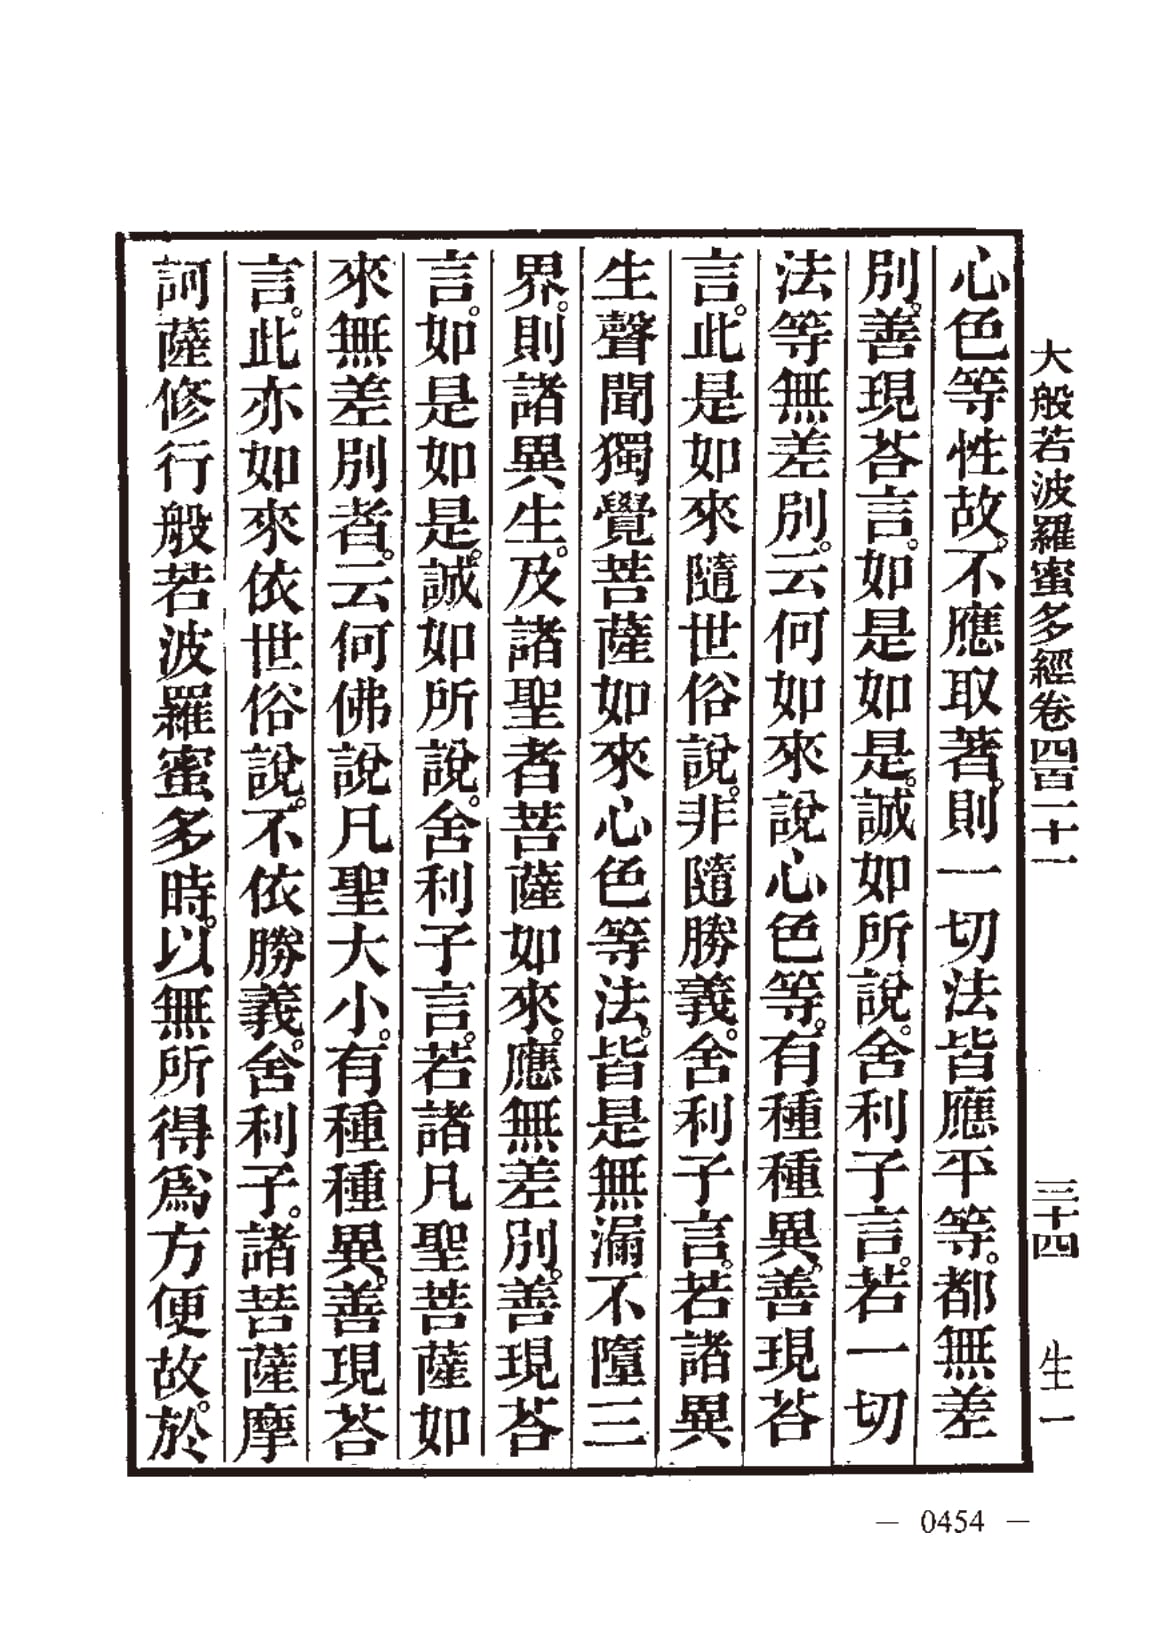 大般若波羅蜜多經卷四百二十一 三十四 生一
心色等性故。不應取著。則一切法皆應平等。都無差
別。善現荅言。如是如是。誠如所說。舍利子言。若一切
法等無差別。云何如來說心色等。有種種異。善現荅
言。此是如來隨世俗說。非隨勝義。舍利子言。若諸異
生聲聞獨覺菩薩如來心色等法。皆是無漏不墮三
界。則諸異生。及諸聖者菩薩如來。應無差別。善現荅
言。如是如是。誠如所說。舍利子言。若諸凡聖菩薩如
來無差別者。云何佛說凡聖大小。有種種異。善現荅
言。此亦如來依世俗說。不依勝義。舍利子。諸菩薩摩
訶薩修行般若波羅蜜多時。以無所得爲方便故。於
— 0454 —